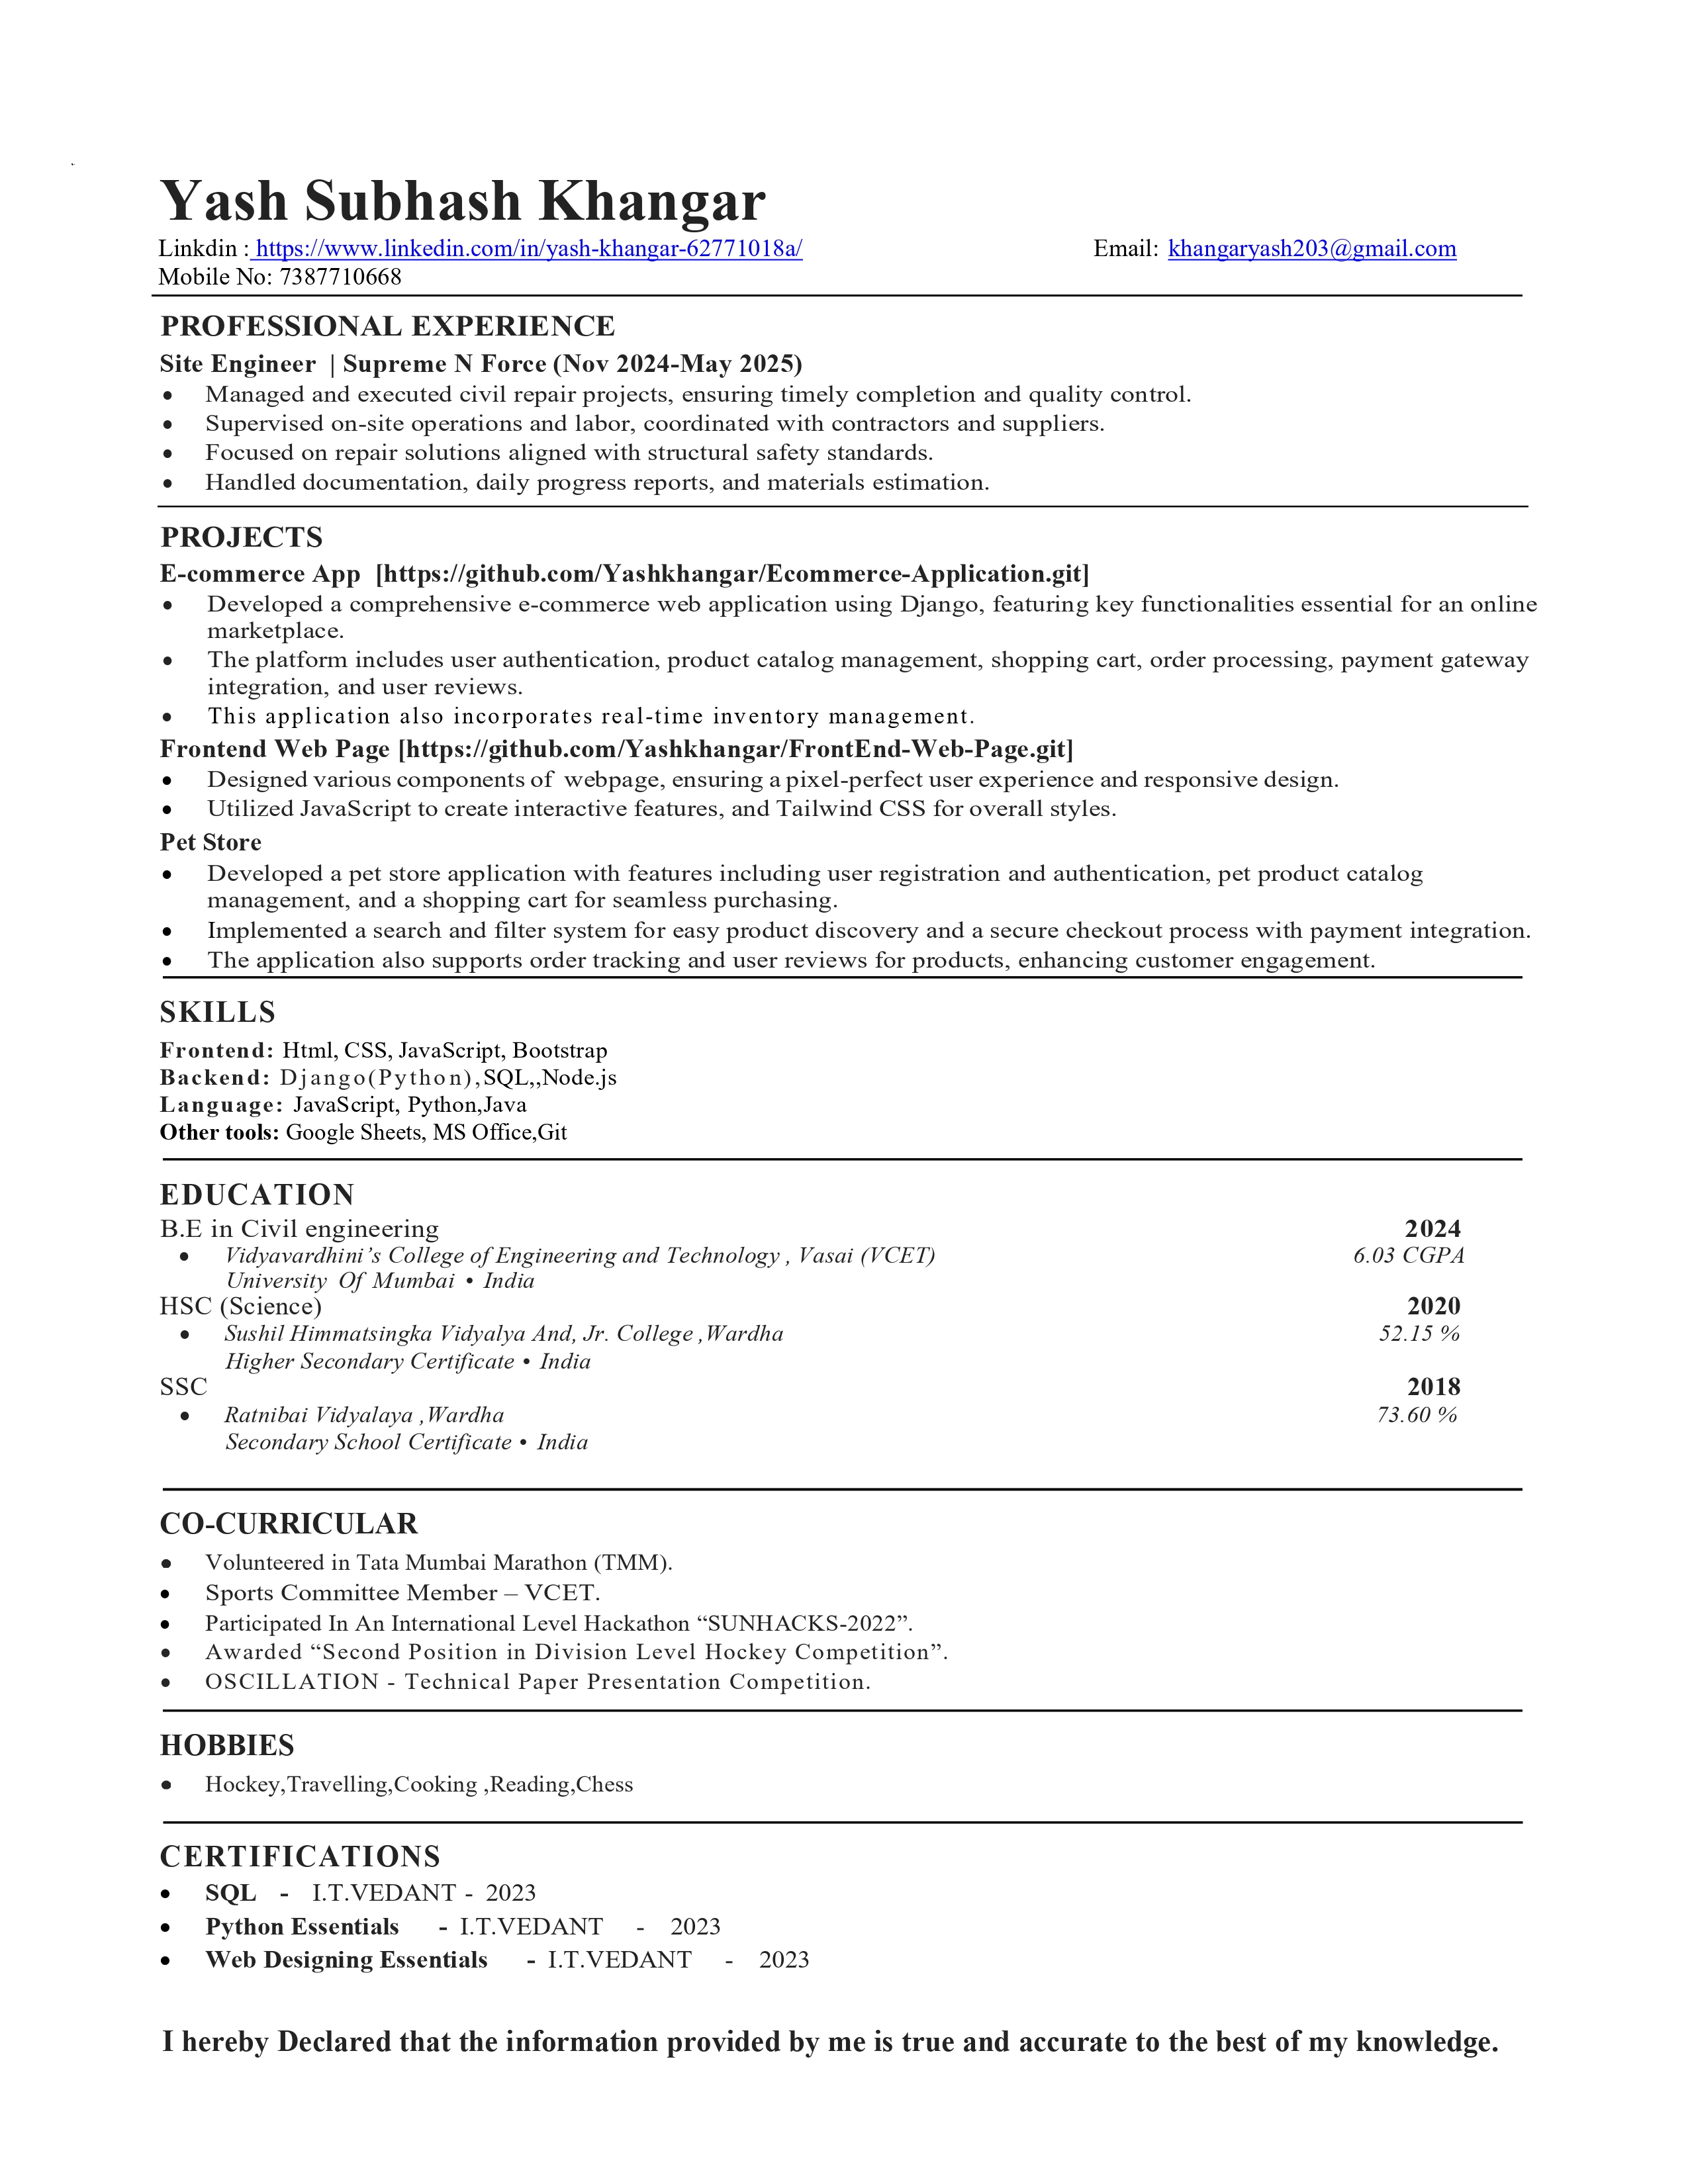 Yash Subhash Khangar
Linkdin : https://www.linkedin.com/in/yash-khangar-62771018a/ Email: khangaryash203@gmail.com
Mobile No: 7387710668
PROFESSIONAL EXPERIENCE
Site Engineer | Supreme N Force (Nov 2024-May 2025)
• Managed and executed civil repair projects, ensuring timely completion and quality control.
• Supervised on-site operations and labor, coordinated with contractors and suppliers.
• Focused on repair solutions aligned with structural safety standards.
• Handled documentation, daily progress reports, and materials estimation.
PROJECTS
E-commerce App [https://github.com/Yashkhangar/Ecommerce-Application.git]
• Developed a comprehensive e-commerce web application using Django, featuring key functionalities essential for an online
marketplace.
• The platform includes user authentication, product catalog management, shopping cart, order processing, payment gateway
integration, and user reviews.
• This application also incorporates real-time inventory management.
Frontend Web Page [https://github.com/Yashkhangar/FrontEnd-Web-Page.git]
• Designed various components of webpage, ensuring a pixel-perfect user experience and responsive design.
• Utilized JavaScript to create interactive features, and Tailwind CSS for overall styles.
Pet Store
• Developed a pet store application with features including user registration and authentication, pet product catalog
management, and a shopping cart for seamless purchasing.
• Implemented a search and filter system for easy product discovery and a secure checkout process with payment integration.
• The application also supports order tracking and user reviews for products, enhancing customer engagement.
SKILLS
Frontend: Html, CSS, JavaScript, Bootstrap
Backend: Django(Python),SQL,,Node.js
Language: JavaScript, Python,Java
Other tools: Google Sheets, MS Office,Git
EDUCATION
B.E in Civil engineering 2024
• Vidyavardhini’s College of Engineering and Technology , Vasai (VCET) 6.03 CGPA
University Of Mumbai • India
HSC (Science) 2020
• Sushil Himmatsingka Vidyalya And, Jr. College ,Wardha 52.15 %
Higher Secondary Certificate • India
SSC 2018
• Ratnibai Vidyalaya ,Wardha 73.60 %
Secondary School Certificate • India
CO-CURRICULAR
• Volunteered in Tata Mumbai Marathon (TMM).
• Sports Committee Member – VCET.
• Participated In An International Level Hackathon “SUNHACKS-2022”.
• Awarded “Second Position in Division Level Hockey Competition”.
• OSCILLATION - Technical Paper Presentation Competition.
HOBBIES
• Hockey,Travelling,Cooking ,Reading,Chess
CERTIFICATIONS
• SQL - I.T.VEDANT - 2023
• Python Essentials - I.T.VEDANT - 2023
• Web Designing Essentials - I.T.VEDANT - 2023
I hereby Declared that the information provided by me is true and accurate to the best of my knowledge.